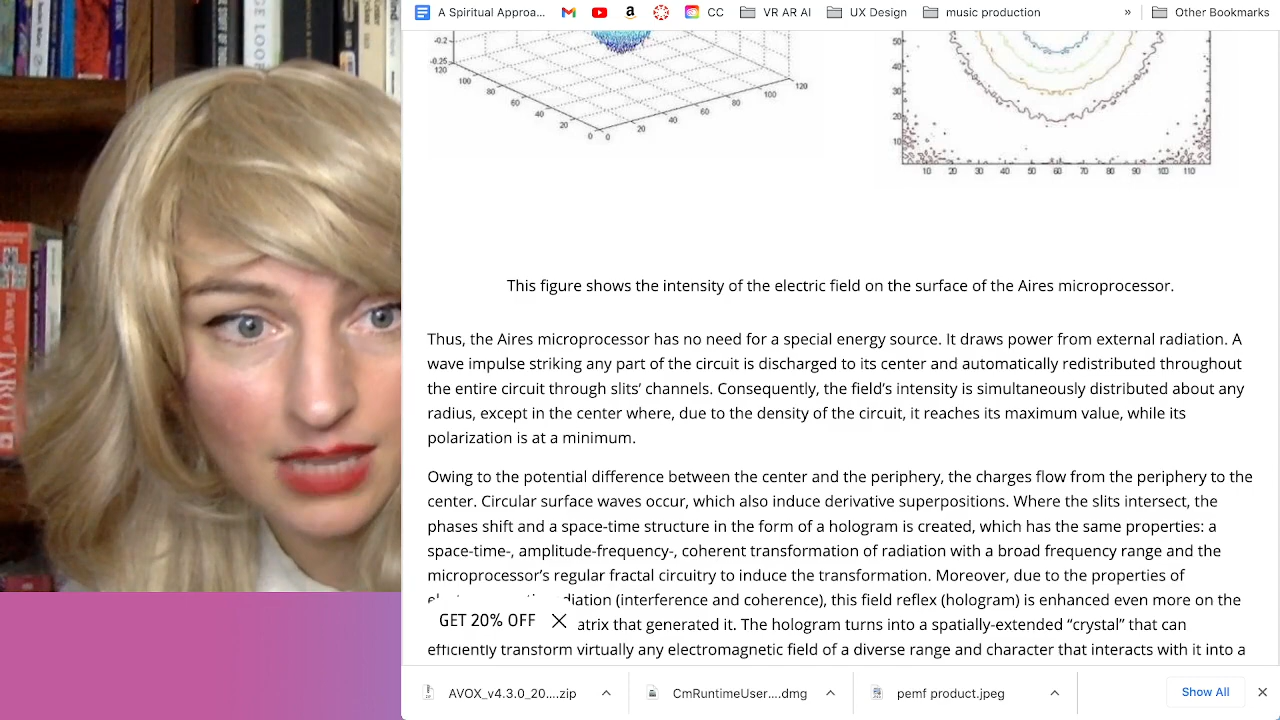 A Spiritual Approa...
CC
VR AR AI
UX Design
music production
»
Other Bookmarks
-0.2
-0.25
120
100
80
60
40
20
0
0
20
40
60
80
100
120
50
40
30
20
10
10 20 30 40 50 60 70 80 90 100 110
This figure shows the intensity of the electric field on the surface of the Aires microprocessor.
Thus, the Aires microprocessor has no need for a special energy source. It draws power from external radiation. A
wave impulse striking any part of the circuit is discharged to its center and automatically redistributed throughout
the entire circuit through slits’ channels. Consequently, the field’s intensity is simultaneously distributed about any
radius, except in the center where, due to the density of the circuit, it reaches its maximum value, while its
polarization is at a minimum.
Owing to the potential difference between the center and the periphery, the charges flow from the periphery to the
center. Circular surface waves occur, which also induce derivative superpositions. Where the slits intersect, the
phases shift and a space-time structure in the form of a hologram is created, which has the same properties: a
space-time-, amplitude-frequency-, coherent transformation of radiation with a broad frequency range and the
microprocessor’s regular fractal circuitry to induce the transformation. Moreover, due to the properties of
diation (interference and coherence), this field reflex (hologram) is enhanced even more on the
GET 20% OFF
atrix that generated it. The hologram turns into a spatially-extended “crystal” that can
efficiently transform virtually any electromagnetic field of a diverse range and character that interacts with it into a
AVOX_v4.3.0_20....zip
CmRuntimeUser....dmg
pemf product.jpeg
Show All
TAROT